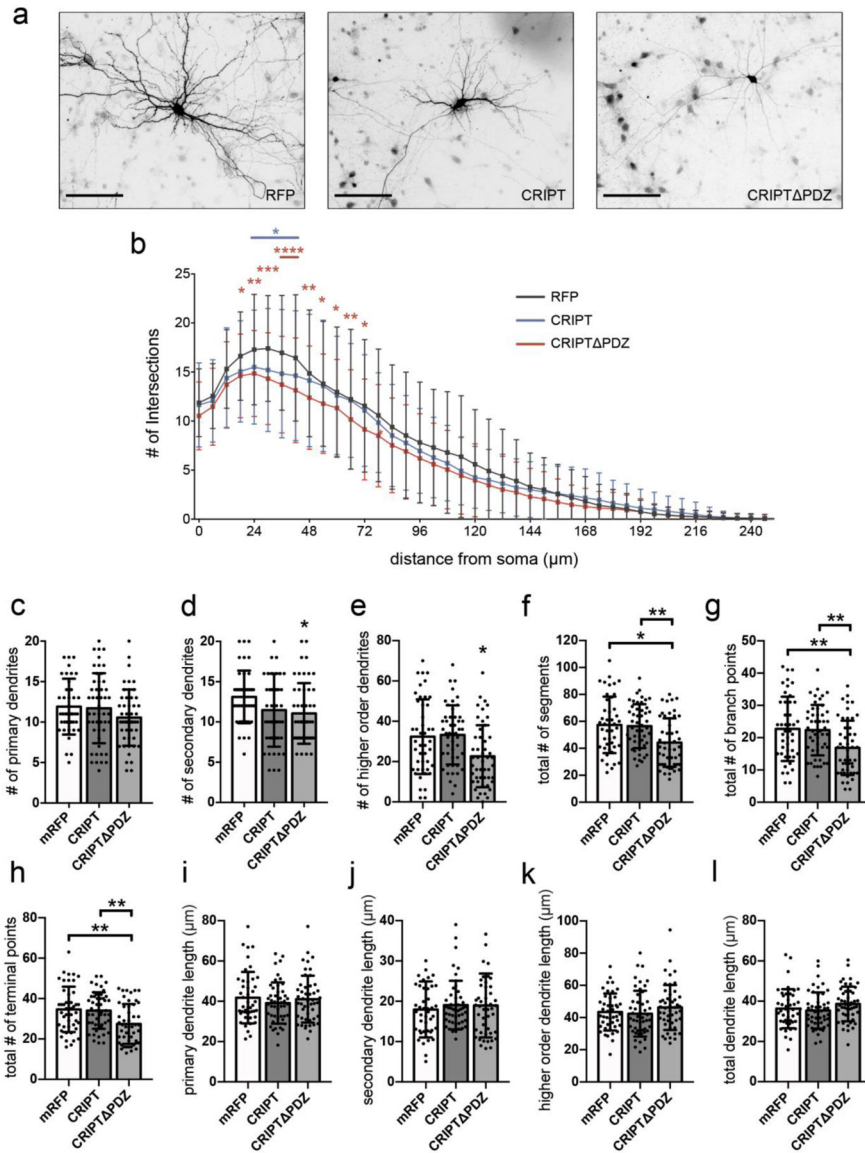 a
RFP
CRIPT
CRIPTΔPDZ
b
*
****
***
**
*
**
*
*
**
*
# of Intersections
25
20
15
10
5
0
RFP
CRIPT
CRIPTΔPDZ
0 24 48 72 96 120 144 168 192 216 240
distance from soma (µm)
c
# of primary dendrites
20
15
10
5
0
mRFP
CRIPT
CRIPTΔPDZ
d
# of secondary dendrites
20
15
10
5
0
*
mRFP
CRIPT
CRIPTΔPDZ
e
# of higher order dendrites
80
60
40
20
0
*
mRFP
CRIPT
CRIPTΔPDZ
f
total # of segments
120
100
80
60
40
20
0
**
*
mRFP
CRIPT
CRIPTΔPDZ
g
total # of branch points
50
40
30
20
10
0
**
**
mRFP
CRIPT
CRIPTΔPDZ
h
total # of terminal points
80
60
40
20
0
**
**
mRFP
CRIPT
CRIPTΔPDZ
i
primary dendrite length (µm)
80
60
40
20
0
mRFP
CRIPT
CRIPTΔPDZ
j
secondary dendrite length (µm)
40
30
20
10
0
mRFP
CRIPT
CRIPTΔPDZ
k
higher order dendrite length (µm)
100
80
60
40
20
0
mRFP
CRIPT
CRIPTΔPDZ
l
total dendrite length (µm)
80
60
40
20
0
mRFP
CRIPT
CRIPTΔPDZ